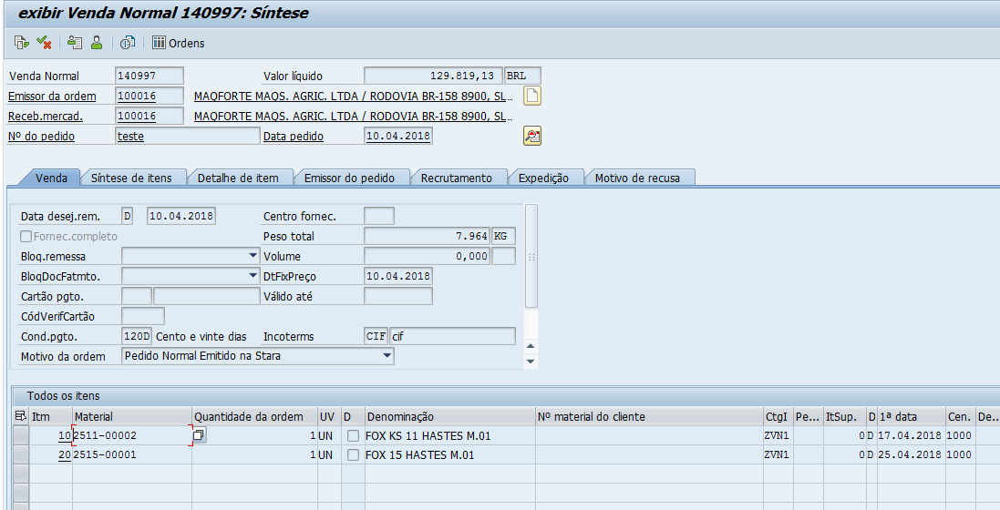 exibir Venda Normal 140997: Síntese
Ordens
Venda Normal 140997 Valor líquido 129.819,13 BRL
Emissor da ordem 100016 MAQFORTE MAQS. AGRIC. LTDA / RODOVIA BR-158 8900, SL...
Receb.mercad. 100016 MAQFORTE MAQS. AGRIC. LTDA / RODOVIA BR-158 8900, SL...
Nº do pedido teste Data pedido 10.04.2018
Venda Síntese de itens Detalhe de item Emissor do pedido Recrutamento Expedição Motivo de recusa
Data desej.rem. D 10.04.2018 Centro fornec.
Fornec.completo Peso total 7.964 KG
Bloq.remessa Volume 0,000
BloqDocFatmto. DtFixPreço 10.04.2018
Cartão pgto. Válido até
CódVerifCartão
Cond.pgto. 120D Cento e vinte dias Incoterms CIF cif
Motivo da ordem Pedido Normal Emitido na Stara
Todos os itens
Itm Material Quantidade da ordem UV D Denominação Nº material do cliente CtgI Pe... ItSup. D 1ª data Cen. De...
10 2511-00002 1 UN FOX KS 11 HASTES M.01 ZVN1 0 D 17.04.2018 1000
20 2515-00001 1 UN FOX 15 HASTES M.01 ZVN1 0 D 25.04.2018 1000